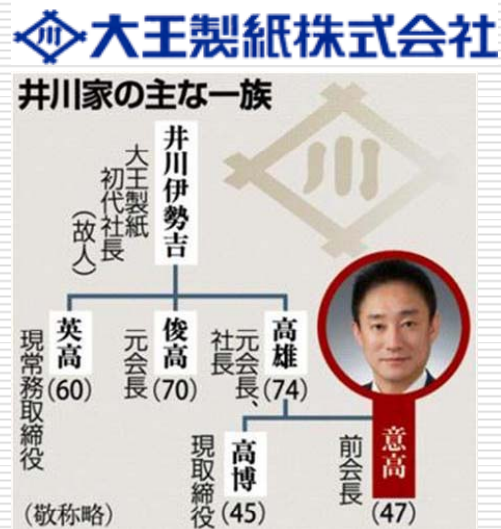 川 大王製紙株式会社
井川家の主な一族
川
井川伊勢吉
大王製紙
初代社長
(故人)
高雄
(74)
元会長、
社長
俊高
(70)
元会長
英高
(60)
現常務取締役
意高
(47)
前会長
高博
(45)
現取締役
(敬称略)